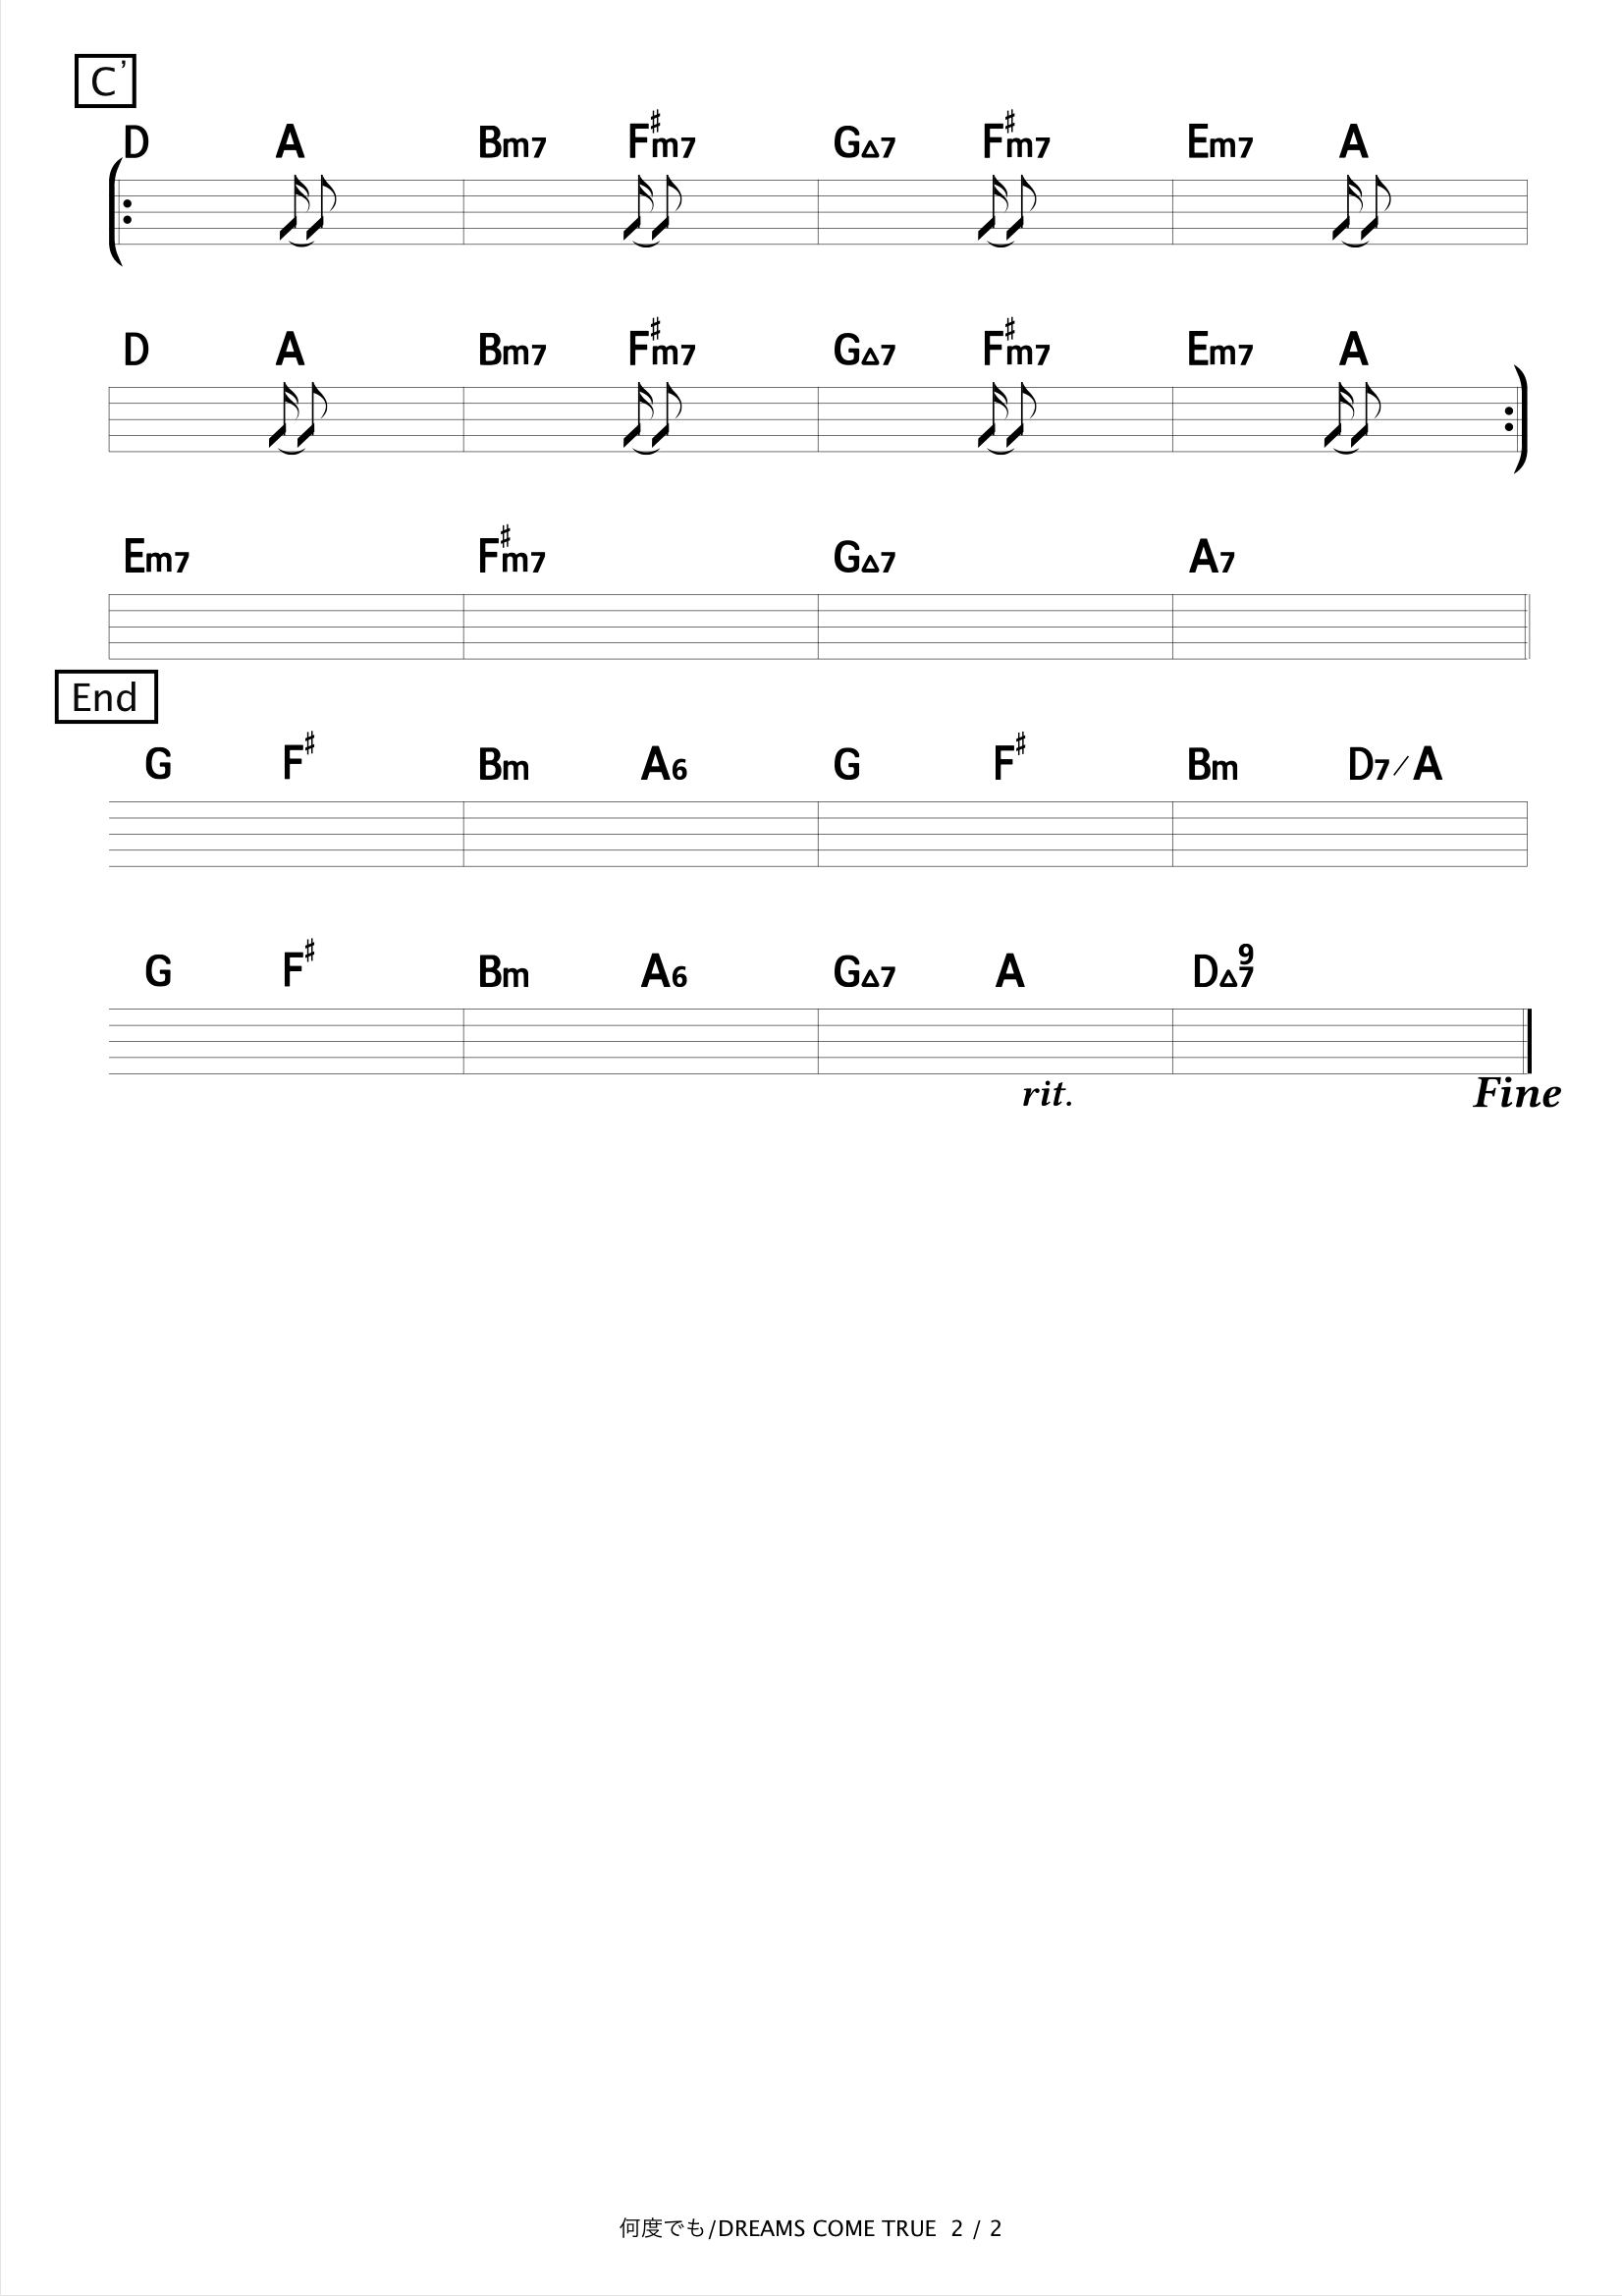 C'
D A Bm7 F#m7 G△7 F#m7 Em7 A
D A Bm7 F#m7 G△7 F#m7 Em7 A
Em7 F#m7 G△7 A7
End
G F# Bm A6 G F# Bm D7/A
G F# Bm A6 G△7 A D△7 9
rit. Fine
何度でも/DREAMS COME TRUE 2 / 2